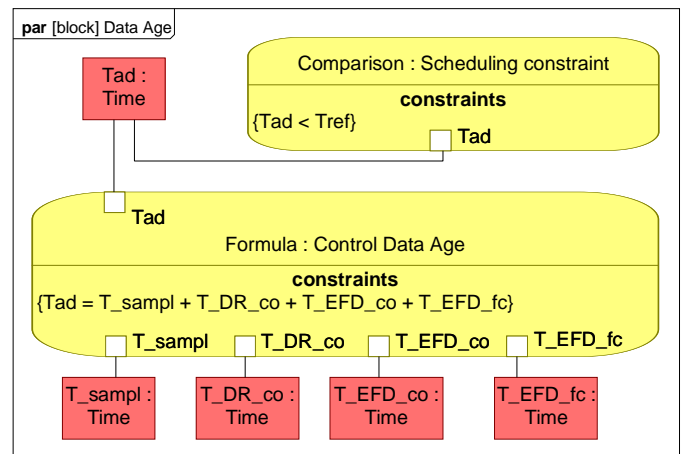 par [block] Data Age
Tad :
Time
Comparison : Scheduling constraint
constraints
{Tad < Tref}
Tad
Tad
Formula : Control Data Age
constraints
{Tad = T_sampl + T_DR_co + T_EFD_co + T_EFD_fc}
T_sampl T_DR_co T_EFD_co T_EFD_fc
T_sampl :
Time
T_DR_co :
Time
T_EFD_co :
Time
T_EFD_fc :
Time